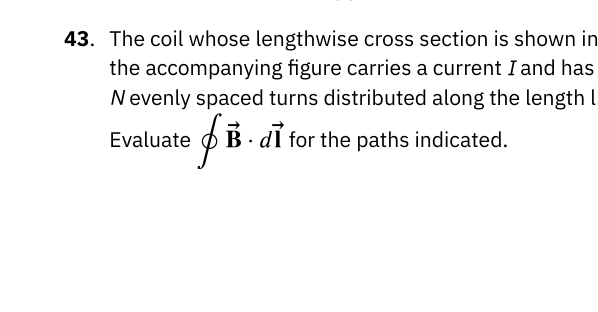 43. The coil whose lengthwise cross section is shown in
the accompanying figure carries a current I and has
N evenly spaced turns distributed along the length l
Evaluate ∮ B⃗ · dl⃗ for the paths indicated.